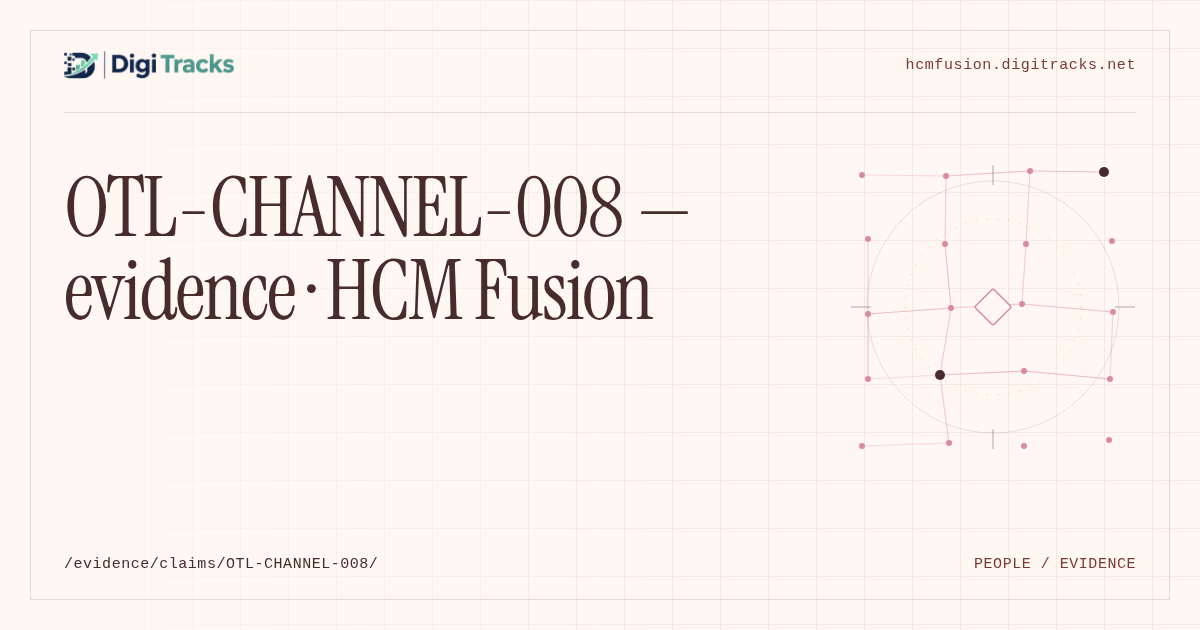 Digi Tracks
hcmfusion.digitracks.net
OTL-CHANNEL-008 —
evidence · HCM Fusion
/evidence/claims/OTL-CHANNEL-008/
PEOPLE / EVIDENCE